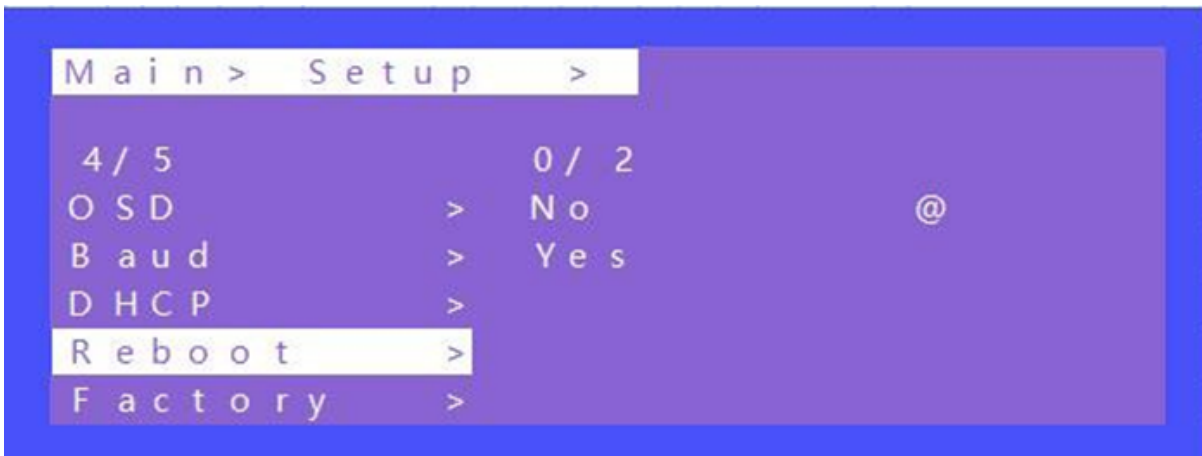 Main> Setup >
4/5 0/2
OSD > No @
Baud > Yes
DHCP >
Reboot >
Factory >